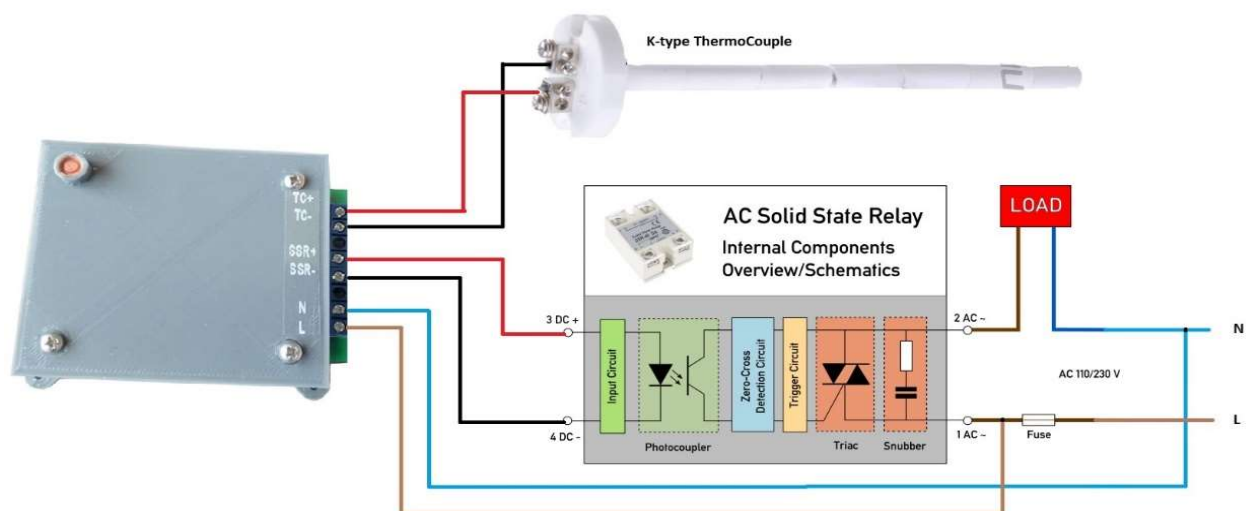 K-type ThermoCouple
TC+
TC-
SSR+
SSR-
N
L
AC Solid State Relay
Internal Components
Overview/Schematics
LOAD
3 DC +
4 DC -
Input Circuit
Photocoupler
Zero-Cross
Detection Circuit
Trigger Circuit
Triac
Snubber
2 AC ~
1 AC ~
Fuse
AC 110/230 V
N
L